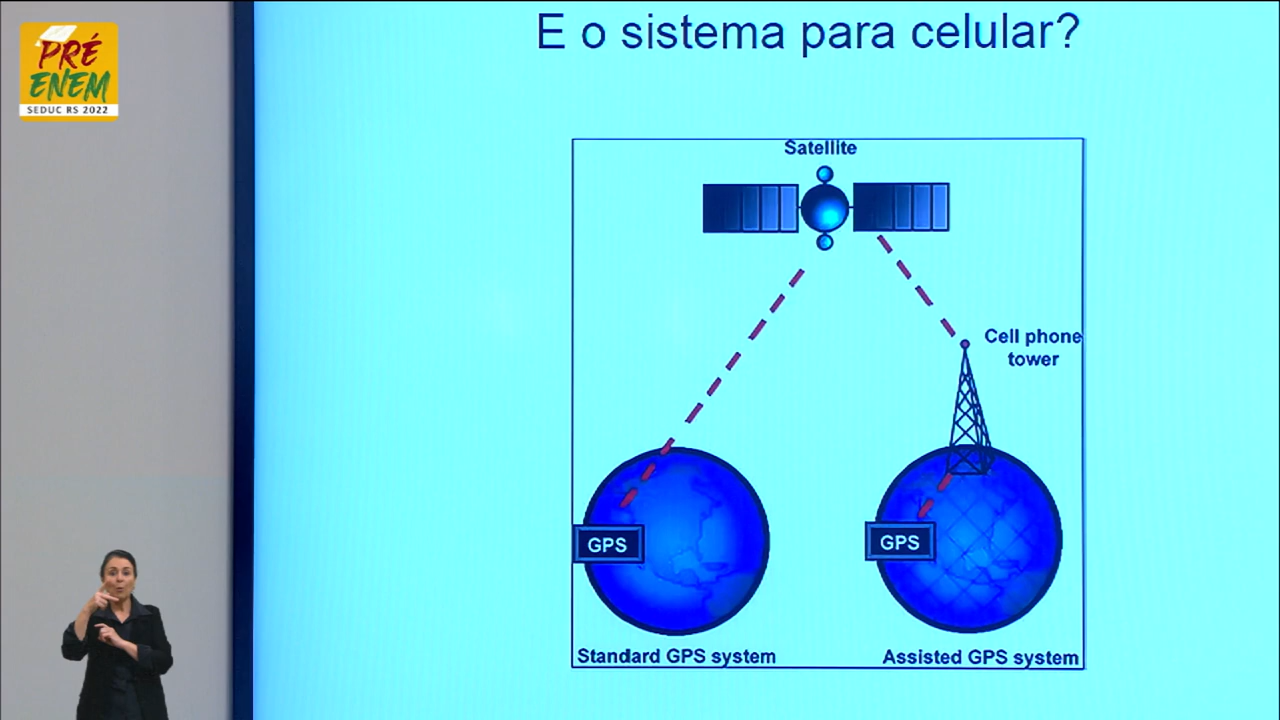 PRÉ
ENEM
SEDUC RS 2022
E o sistema para celular?
Satellite
Cell phone
tower
GPS
GPS
Standard GPS system
Assisted GPS system